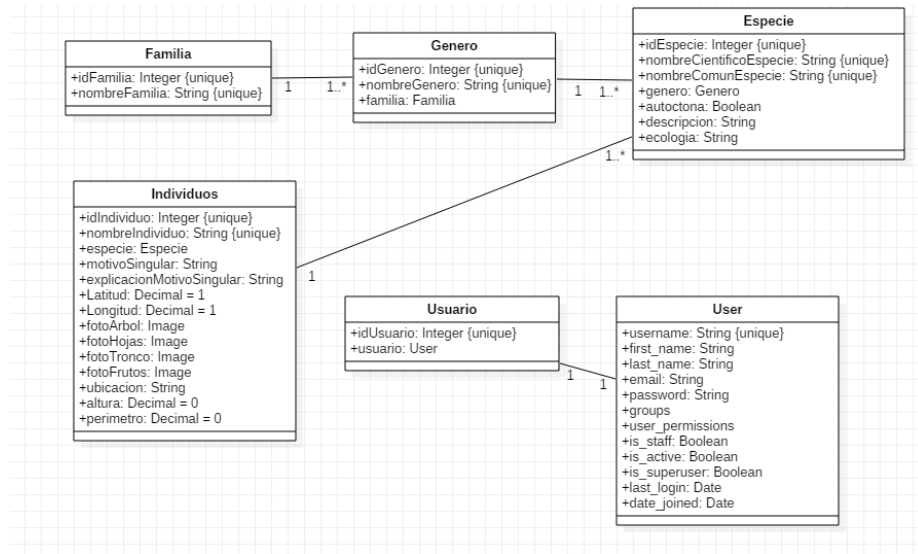 Familia
+idFamilia: Integer {unique}
+nombreFamilia: String {unique}
1
1..*
Genero
+idGenero: Integer {unique}
+nombreGenero: String {unique}
+familia: Familia
1
1..*
Especie
+idEspecie: Integer {unique}
+nombreCientificoEspecie: String {unique}
+nombreComunEspecie: String {unique}
+genero: Genero
+autoctona: Boolean
+descripcion: String
+ecologia: String
1..*
Individuos
+idIndividuo: Integer {unique}
+nombreIndividuo: String {unique}
+especie: Especie
+motivoSingular: String
+explicacionMotivoSingular: String
+Latitud: Decimal = 1
+Longitud: Decimal = 1
+fotoArbol: Image
+fotoHojas: Image
+fotoTronco: Image
+fotoFrutos: Image
+ubicacion: String
+altura: Decimal = 0
+perimetro: Decimal = 0
1
Usuario
+idUsuario: Integer {unique}
+usuario: User
1
1
User
+username: String {unique}
+first_name: String
+last_name: String
+email: String
+password: String
+groups
+user_permissions
+is_staff: Boolean
+is_active: Boolean
+is_superuser: Boolean
+last_login: Date
+date_joined: Date